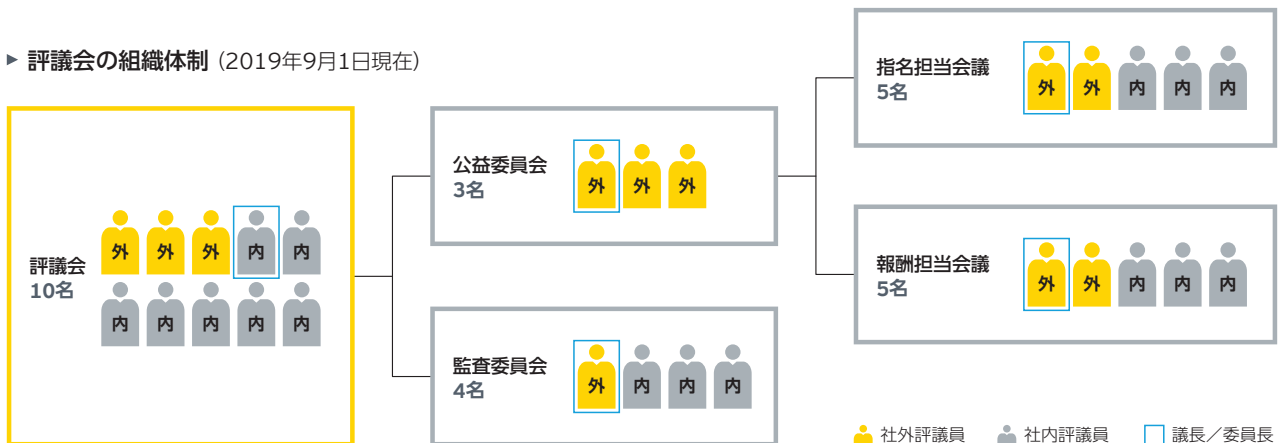 ▶ 評議会の組織体制（2019年9月1日現在）
評議会
10名
外 外 外 内 内
内 内 内 内 内
公益委員会
3名
外 外 外
監査委員会
4名
外 内 内 内
指名担当会議
5名
外 外 内 内 内
報酬担当会議
5名
外 外 内 内 内
社外評議員 社内評議員 議長／委員長